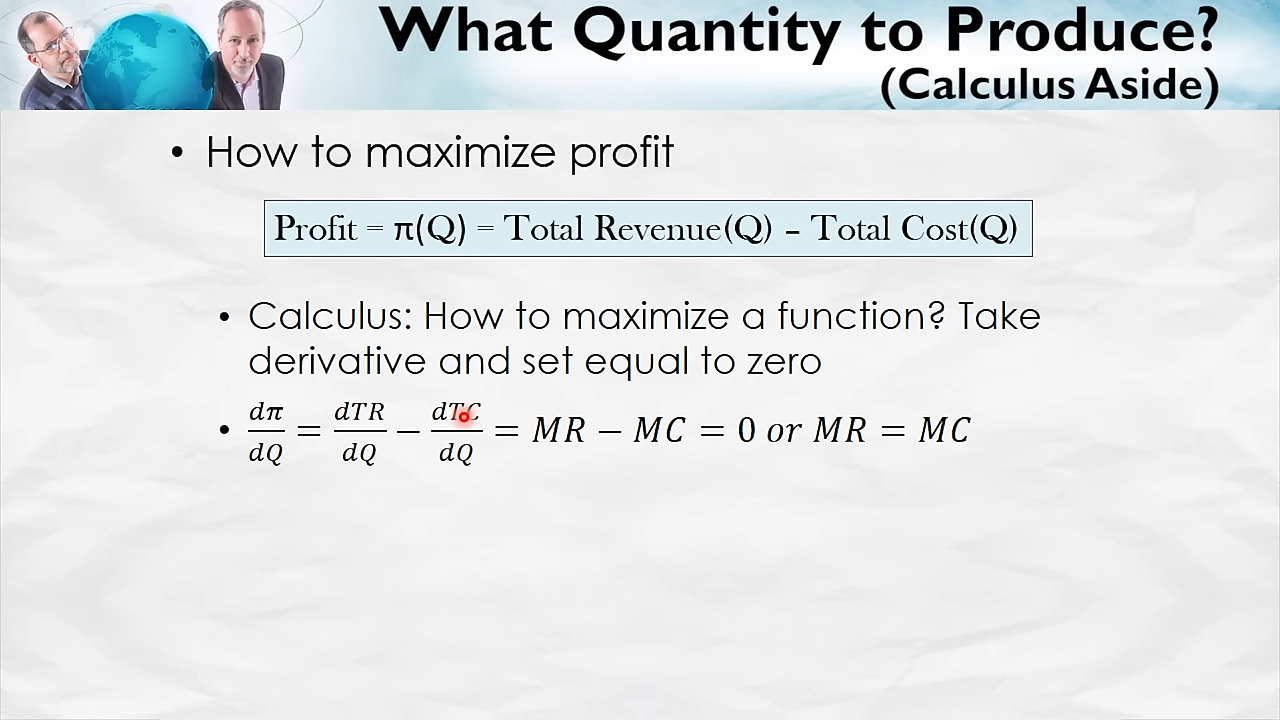 What Quantity to Produce?
(Calculus Aside)
• How to maximize profit
Profit = π(Q) = Total Revenue(Q) – Total Cost(Q)
• Calculus: How to maximize a function? Take
derivative and set equal to zero
• dπ/dQ = dTR/dQ − dTC/dQ = MR − MC = 0 or MR = MC